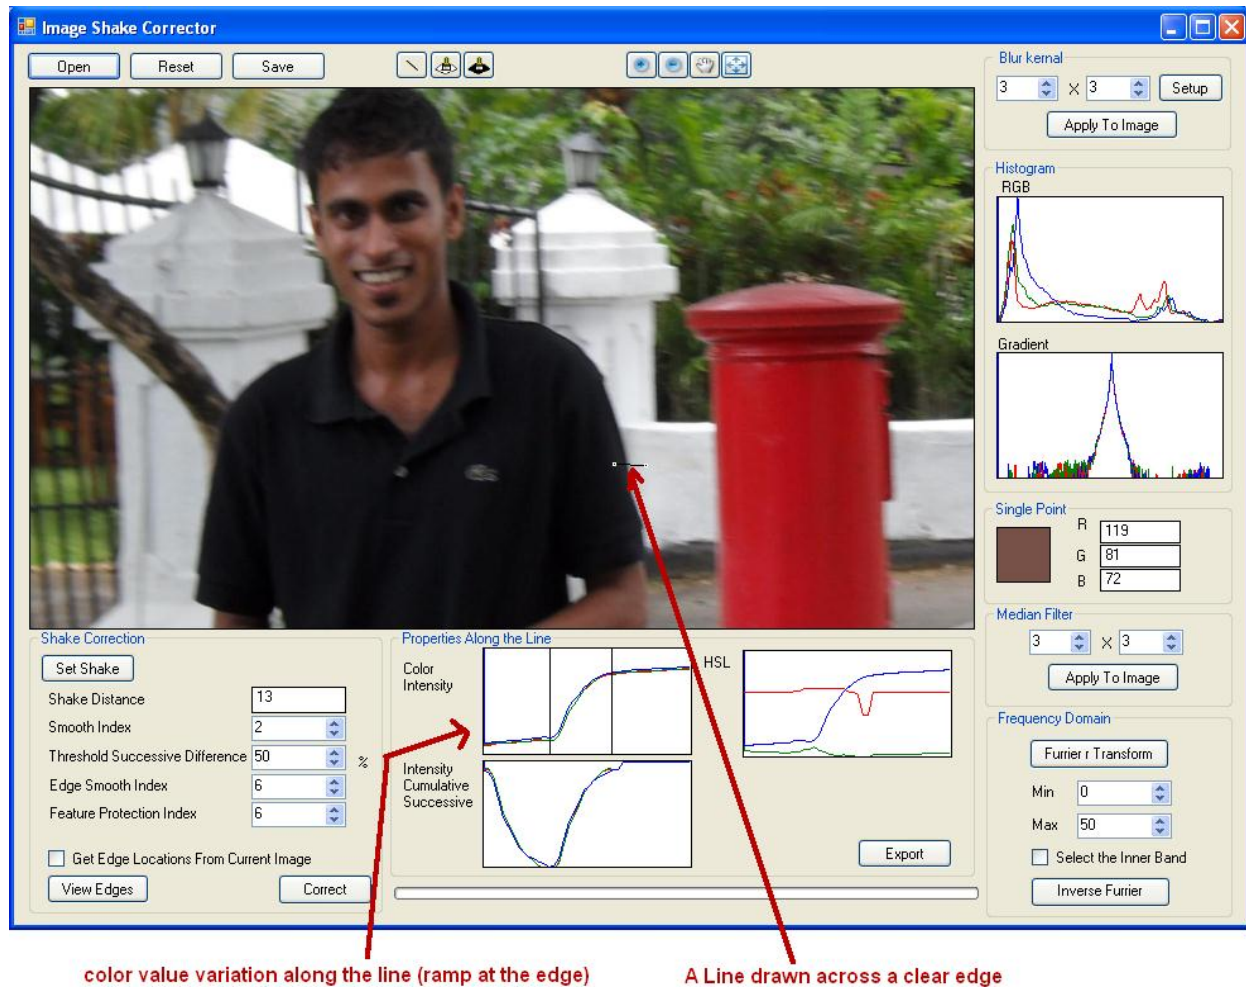 Image Shake Corrector
Open
Reset
Save
Blur kernal
3
X
3
Setup
Apply To Image
Histogram
RGB
Gradient
Single Point
R
119
G
81
B
72
Median Filter
3
X
3
Apply To Image
Frequency Domain
Furrier r Transform
Min
0
Max
50
Select the Inner Band
Inverse Furrier
Shake Correction
Set Shake
Shake Distance
13
Smooth Index
2
Threshold Successive Difference
50
%
Edge Smooth Index
6
Feature Protection Index
6
Get Edge Locations From Current Image
View Edges
Correct
Properties Along the Line
Color
Intensity
HSL
Intensity
Cumulative
Successive
Export
color value variation along the line (ramp at the edge)
A Line drawn across a clear edge